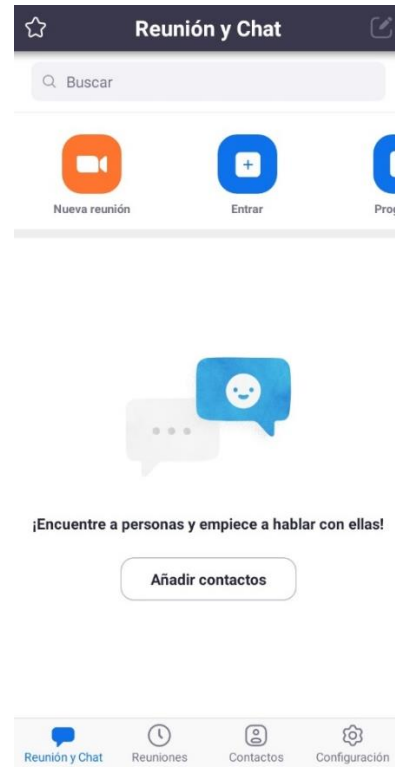 Reunión y Chat
Buscar
Nueva reunión
Entrar
¡Encuentre a personas y empiece a hablar con ellas!
Añadir contactos
Reunión y Chat
Reuniones
Contactos
Configuración